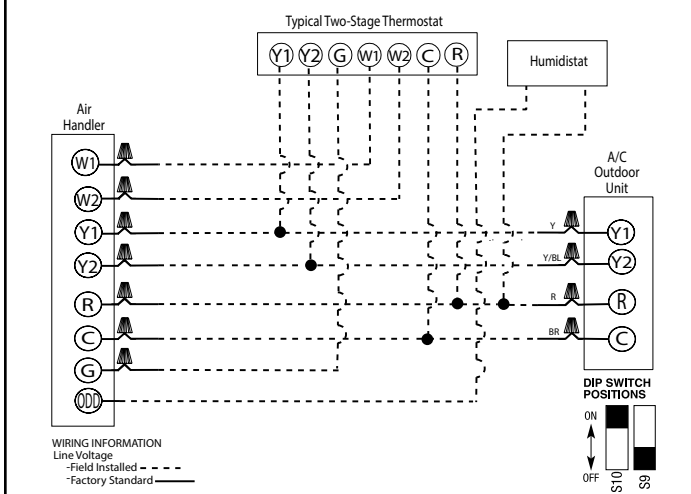 Typical Two-Stage Thermostat
Y1 Y2 G W1 W2 C R
Humidistat
Air
Handler
W1
W2
Y1
Y2
R
C
G
ODD
A/C
Outdoor
Unit
Y Y1
Y/BL Y2
R R
BR C
DIP SWITCH
POSITIONS
ON
OFF
S10
S9
WIRING INFORMATION
Line Voltage
-Field Installed
-Factory Standard